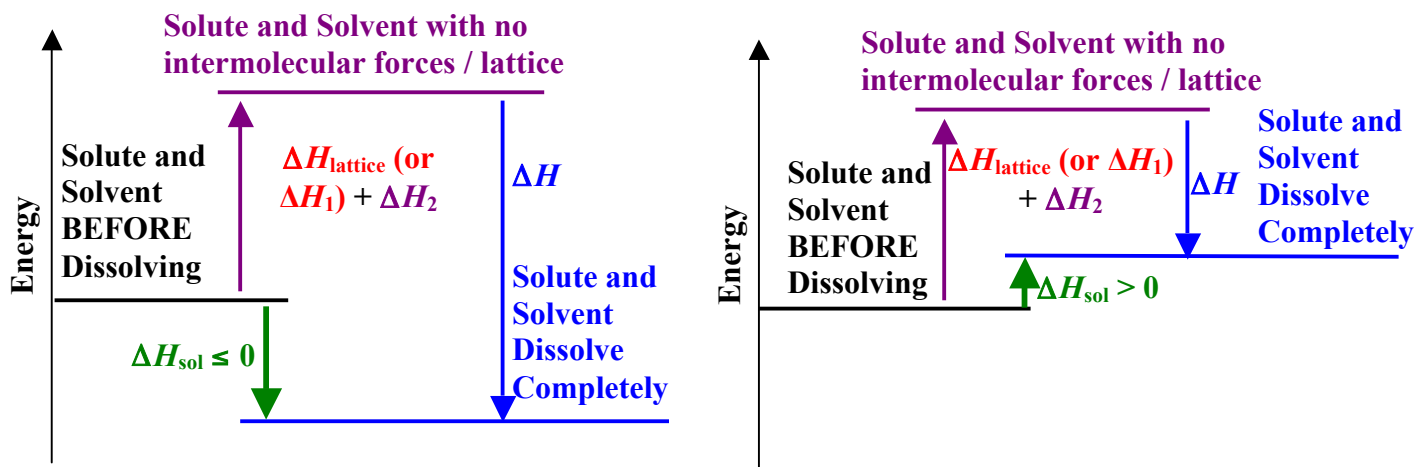 Solute and Solvent with no
intermolecular forces / lattice
Energy
Solute and
Solvent
BEFORE
Dissolving
ΔHlattice (or
ΔH1) + ΔH2
ΔH
Solute and
Solvent
Dissolve
Completely
ΔHsol ≤ 0
Solute and Solvent with no
intermolecular forces / lattice
Energy
Solute and
Solvent
BEFORE
Dissolving
ΔHlattice (or ΔH1)
+ ΔH2
ΔH
Solute and
Solvent
Dissolve
Completely
ΔHsol > 0